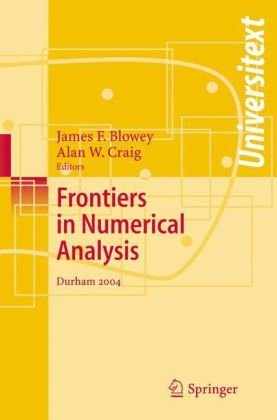 Universitext
James F. Blowey
Alan W. Craig
Editors
Frontiers
in Numerical
Analysis
Durham 2004
Springer